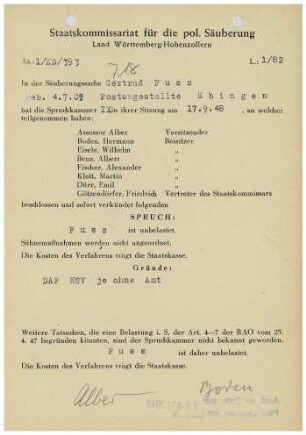 Staatskommissariat für die pol. Säuberung
Land Württemberg-Hohenzollern
Az.: 1/KB/393
L.: 1/82
718
In der Säuberungssache Gertrud Fuss
geb. 4.7.09 Postangestellte Ebingen
hat die Spruchkammer IX in ihrer Sitzung am 17.9.48, an welcher
teilgenommen haben:
Assessor Alber Vorsitzender
Boden, Hermann Beisitzer
Eisele, Wilhelm "
Benz, Albert "
Fischer, Alexander "
Klett, Martin "
Dürr, Emil "
Götzendörfer, Friedrich Vertreter des Staatskommissars
beschlossen und sofort verkündet folgenden
SPRUCH:
Fuss ist unbelastet.
Sühnemaßnahmen werden nicht angeordnet.
Die Kosten des Verfahrens trägt die Staatskasse.
Gründe:
DAF NSV je ohne Amt
Weitere Tatsachen, die eine Belastung i. S. der Art. 4—7 der RAO vom 25.
4. 47 begründen könnten, sind der Spruchkammer nicht bekannt geworden.
Fuss ist daher unbelastet.
Die Kosten des Verfahrens trägt die Staatskasse.
Alber
Boden